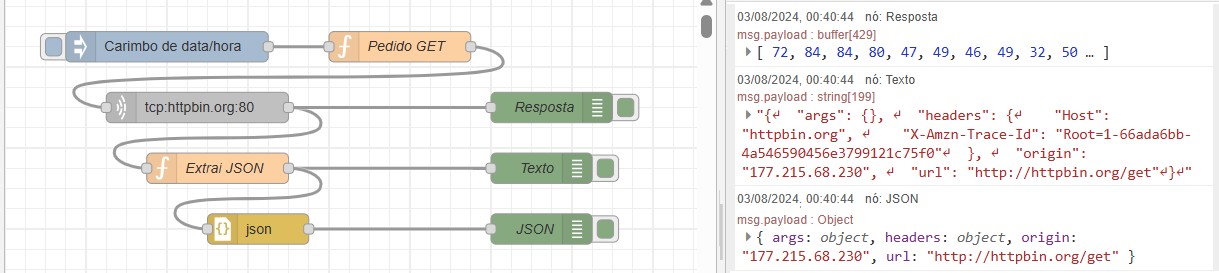 Carimbo de data/hora
Pedido GET
tcp:httpbin.org:80
Resposta
Extrai JSON
Texto
json
JSON
03/08/2024, 00:40:44 nó: Resposta
msg.payload : buffer[429]
[ 72, 84, 84, 80, 47, 49, 46, 49, 32, 50 … ]
03/08/2024, 00:40:44 nó: Texto
msg.payload : string[199]
"{↵  "args": {}, ↵  "headers": {↵    "Host":
"httpbin.org", ↵    "X-Amzn-Trace-Id": "Root=1-66ada6bb-
4a546590456e3799121c75f0"↵  }, ↵  "origin":
"177.215.68.230", ↵  "url": "http://httpbin.org/get"↵}↵"
03/08/2024, 00:40:44 nó: JSON
msg.payload : Object
{ args: object, headers: object, origin:
"177.215.68.230", url: "http://httpbin.org/get" }